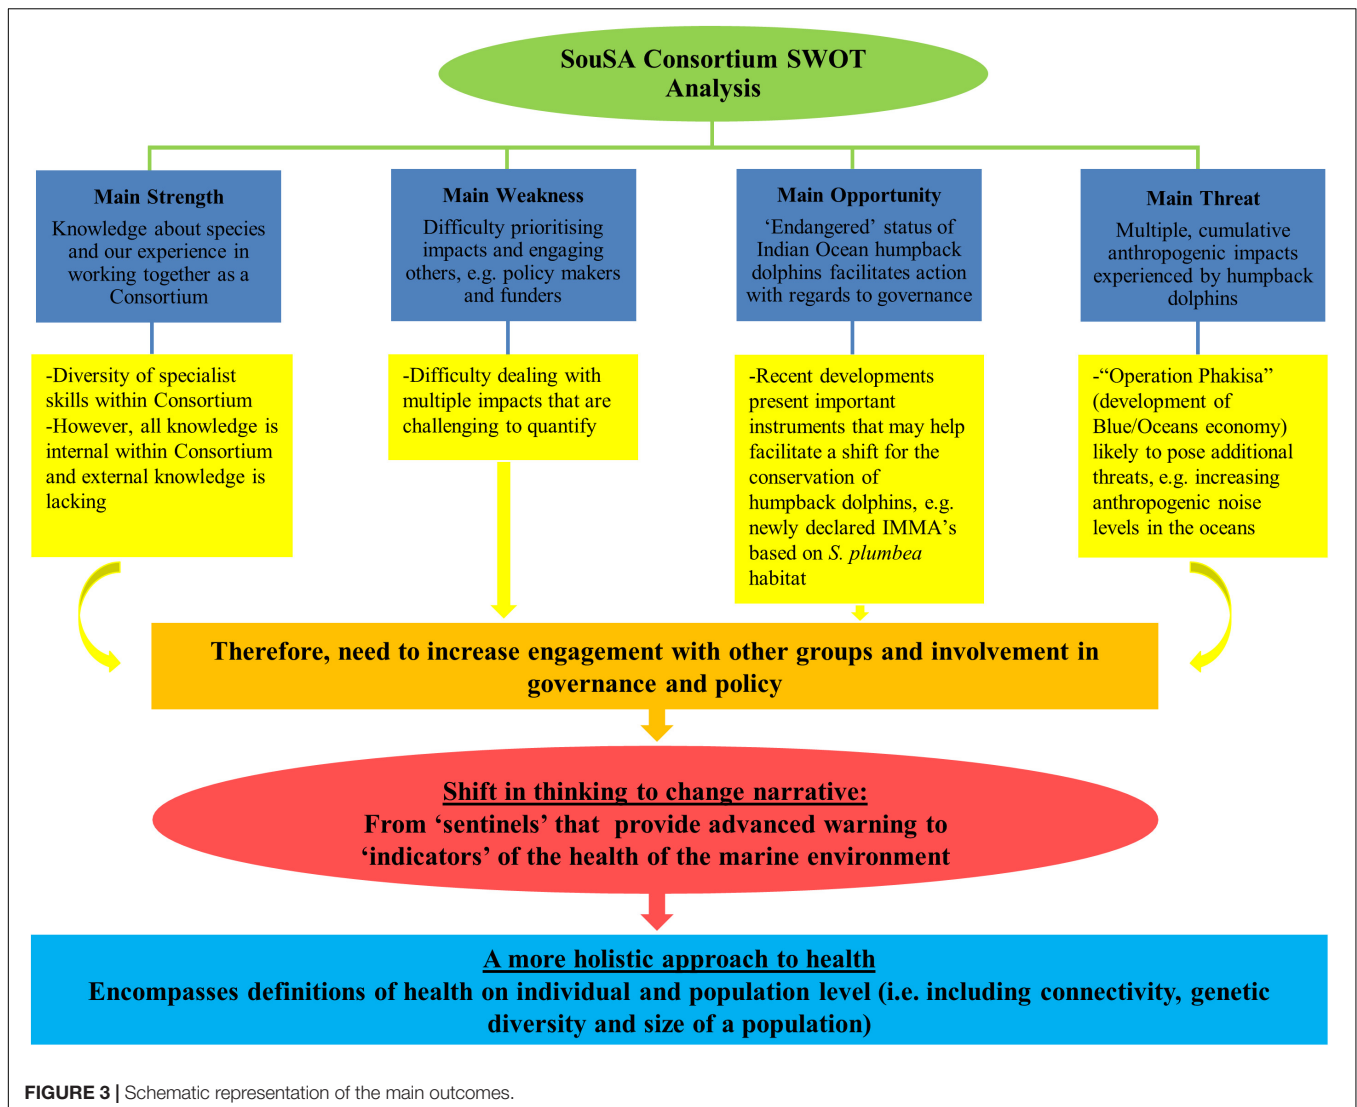 SouSA Consortium SWOT
Analysis
Main Strength
Knowledge about species
and our experience in
working together as a
Consortium
Main Weakness
Difficulty prioritising
impacts and engaging
others, e.g. policy makers
and funders
Main Opportunity
‘Endangered’ status of
Indian Ocean humpback
dolphins facilitates action
with regards to governance
Main Threat
Multiple, cumulative
anthropogenic impacts
experienced by humpback
dolphins
-Diversity of specialist
skills within Consortium
-However, all knowledge is
internal within Consortium
and external knowledge is
lacking
-Difficulty dealing with
multiple impacts that are
challenging to quantify
-Recent developments
present important
instruments that may help
facilitate a shift for the
conservation of
humpback dolphins, e.g.
newly declared IMMA’s
based on S. plumbea
habitat
-“Operation Phakisa”
(development of
Blue/Oceans economy)
likely to pose additional
threats, e.g. increasing
anthropogenic noise
levels in the oceans
Therefore, need to increase engagement with other groups and involvement in
governance and policy
Shift in thinking to change narrative:
From ‘sentinels’ that provide advanced warning to
‘indicators’ of the health of the marine environment
A more holistic approach to health
Encompasses definitions of health on individual and population level (i.e. including connectivity, genetic
diversity and size of a population)
FIGURE 3 | Schematic representation of the main outcomes.